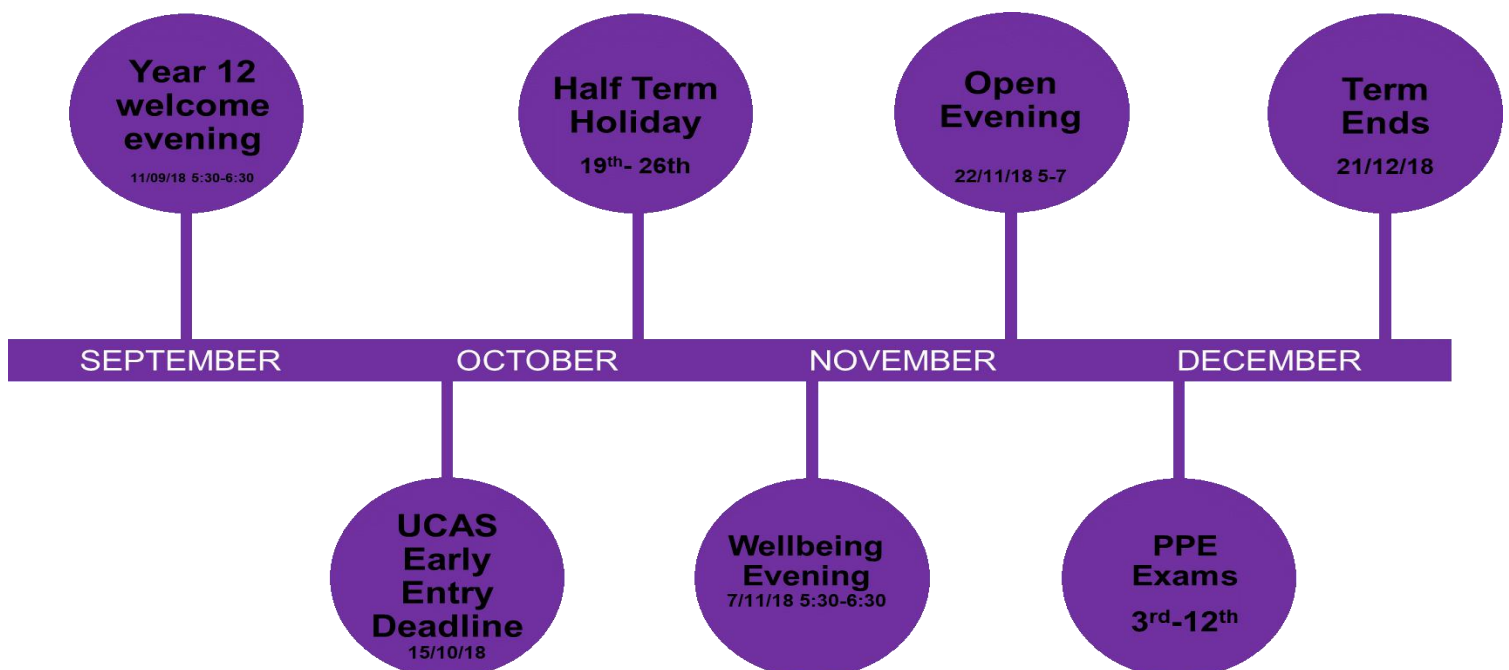 Year 12
welcome
evening
11/09/18 5:30-6:30
Half Term
Holiday
19th- 26th
Open
Evening
22/11/18 5-7
Term
Ends
21/12/18
SEPTEMBER
OCTOBER
NOVEMBER
DECEMBER
UCAS
Early
Entry
Deadline
15/10/18
Wellbeing
Evening
7/11/18 5:30-6:30
PPE
Exams
3rd-12th